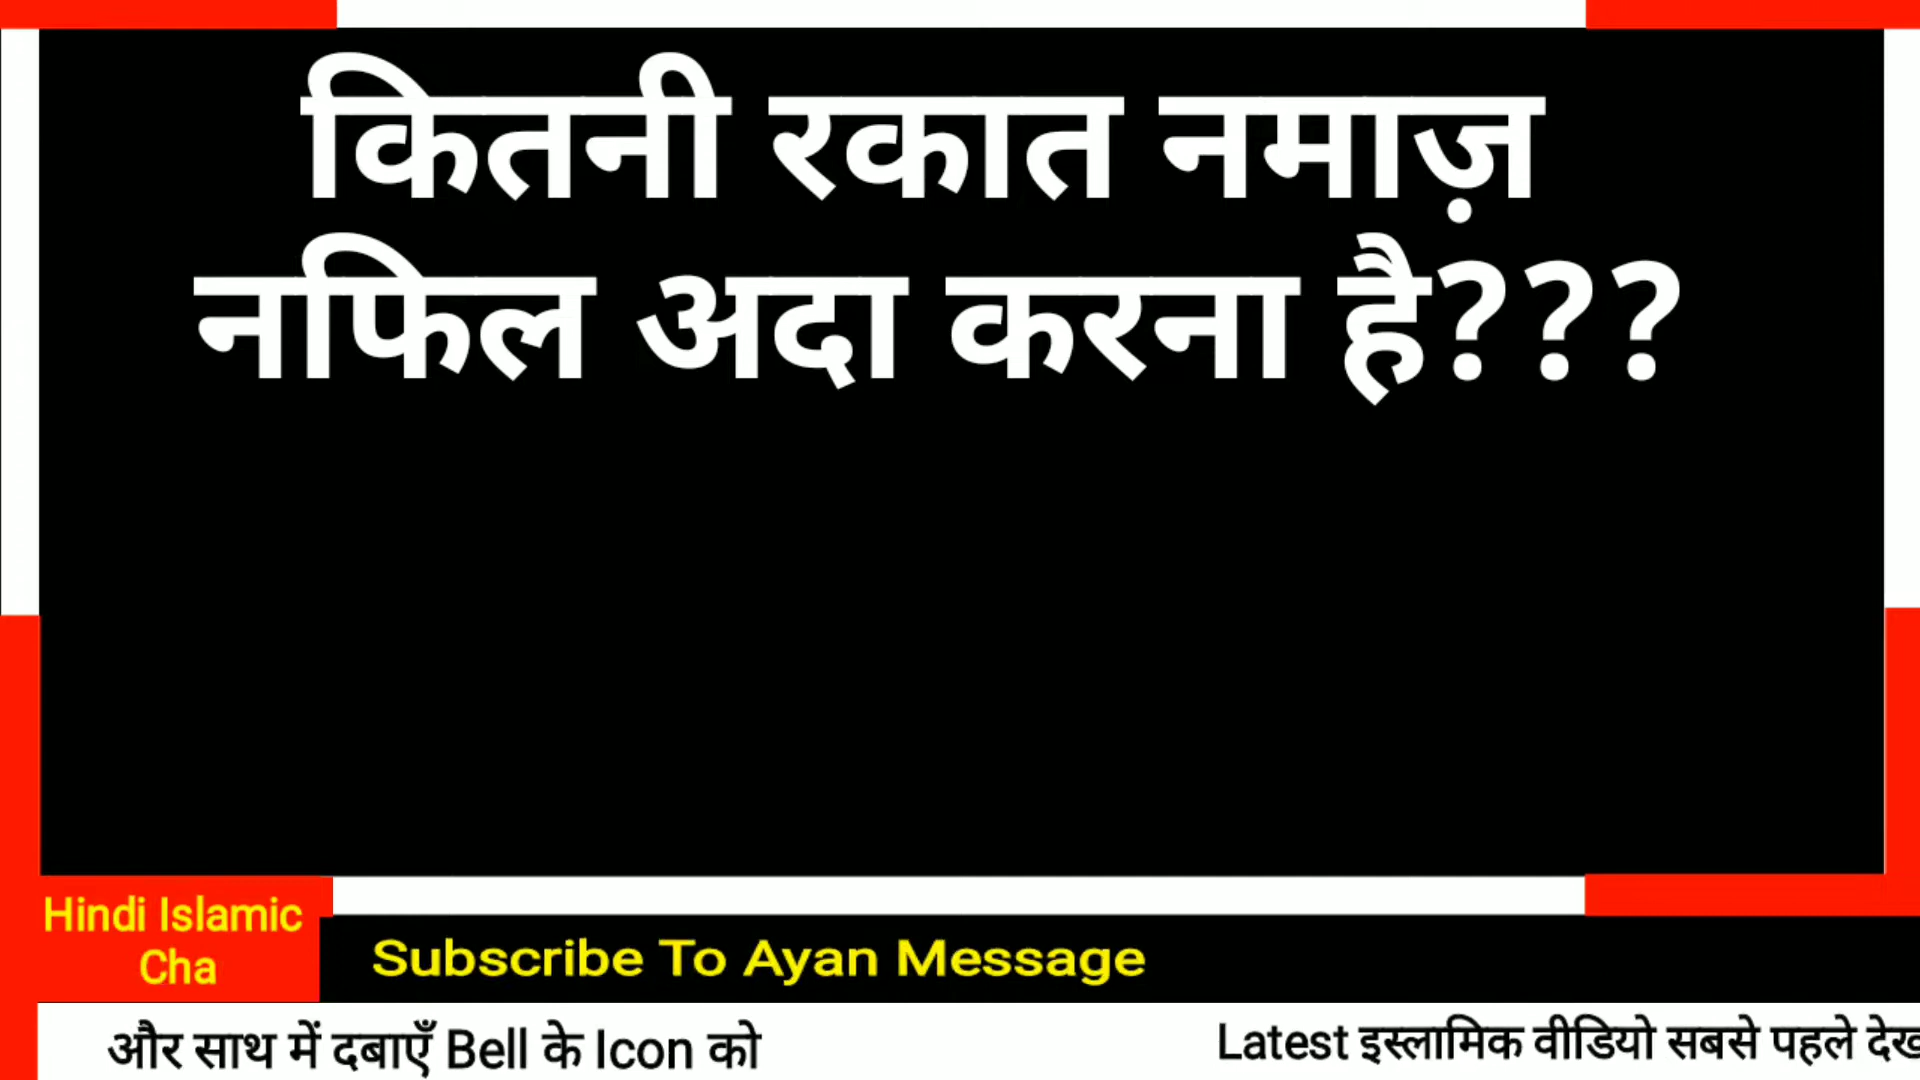 कितनी रकात नमाज़
नफिल अदा करना है???
Hindi Islamic
Cha
Subscribe To Ayan Message
और साथ में दबाएँ Bell के Icon को
Latest इस्लामिक वीडियो सबसे पहले